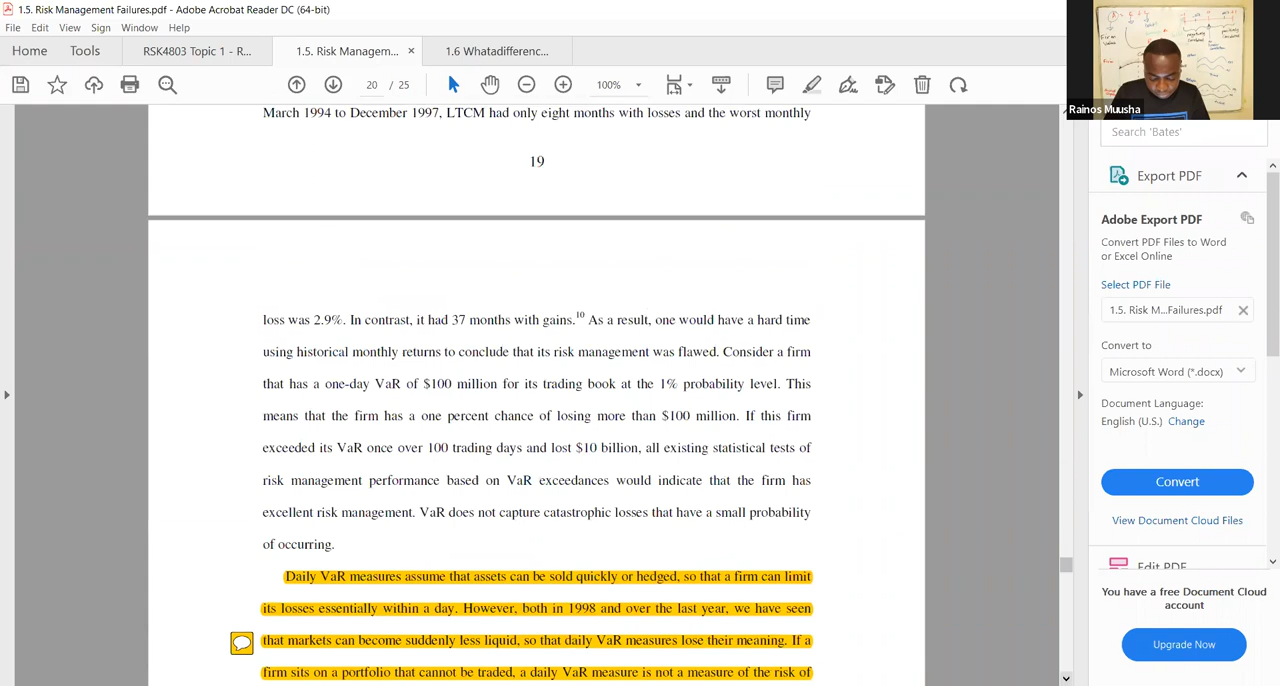 1.5. Risk Management Failures.pdf - Adobe Acrobat Reader DC (64-bit)
File Edit View Sign Window Help
Home Tools RSK4803 Topic 1 - R... 1.5. Risk Managem... × 1.6 Whatadifferenc...
20 / 25 100%
Rainos Muusha
March 1994 to December 1997, LTCM had only eight months with losses and the worst monthly
19
loss was 2.9%. In contrast, it had 37 months with gains.10 As a result, one would have a hard time
using historical monthly returns to conclude that its risk management was flawed. Consider a firm
that has a one-day VaR of $100 million for its trading book at the 1% probability level. This
means that the firm has a one percent chance of losing more than $100 million. If this firm
exceeded its VaR once over 100 trading days and lost $10 billion, all existing statistical tests of
risk management performance based on VaR exceedances would indicate that the firm has
excellent risk management. VaR does not capture catastrophic losses that have a small probability
of occurring.
Daily VaR measures assume that assets can be sold quickly or hedged, so that a firm can limit
its losses essentially within a day. However, both in 1998 and over the last year, we have seen
that markets can become suddenly less liquid, so that daily VaR measures lose their meaning. If a
firm sits on a portfolio that cannot be traded, a daily VaR measure is not a measure of the risk of
Search 'Bates'
Export PDF
Adobe Export PDF
Convert PDF Files to Word
or Excel Online
Select PDF File
1.5. Risk M...Failures.pdf
Convert to
Microsoft Word (*.docx)
Document Language:
English (U.S.) Change
Convert
View Document Cloud Files
Edit PDF
You have a free Document Cloud
account
Upgrade Now